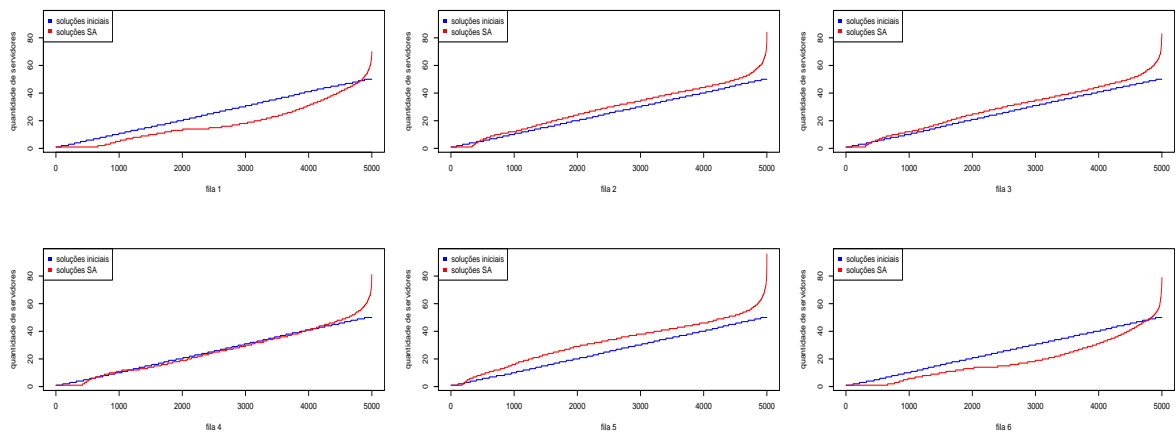 soluções iniciais
soluções SA
quantidade de servidores
0 20 40 60 80
0 1000 2000 3000 4000 5000
fila 1
soluções iniciais
soluções SA
quantidade de servidores
0 20 40 60 80
0 1000 2000 3000 4000 5000
fila 2
soluções iniciais
soluções SA
quantidade de servidores
0 20 40 60 80
0 1000 2000 3000 4000 5000
fila 3
soluções iniciais
soluções SA
quantidade de servidores
0 20 40 60 80
0 1000 2000 3000 4000 5000
fila 4
soluções iniciais
soluções SA
quantidade de servidores
0 20 40 60 80
0 1000 2000 3000 4000 5000
fila 5
soluções iniciais
soluções SA
quantidade de servidores
0 20 40 60 80
0 1000 2000 3000 4000 5000
fila 6